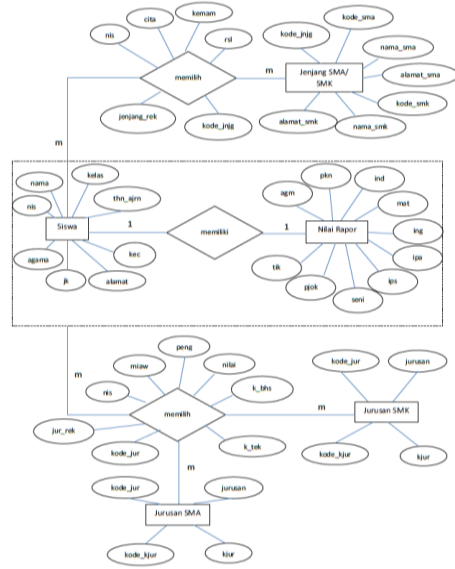 kode_sma
kemam
cita
nis
rsl
kode_jnjg
nama_sma
memilih
m
Jenjang SMA/
SMK
alamat_sma
kode_smk
jenjang_rek
kode_jnjg
alamat_smk
nama_smk
m
kelas
nama
thn_ajrn
nis
Siswa
1
memiliki
1
Nilai Rapor
pkn
ind
agm
mat
ing
ipa
ips
seni
pjok
tik
agama
kec
jk
alamat
m
peng
miaw
nilai
nis
k_bhs
memilih
m
jur_rek
kode_jur
k_tek
m
kode_jur
jurusan
Jurusan SMK
kode_kjur
kjur
kode_jur
jurusan
Jurusan SMA
kode_kjur
kjur